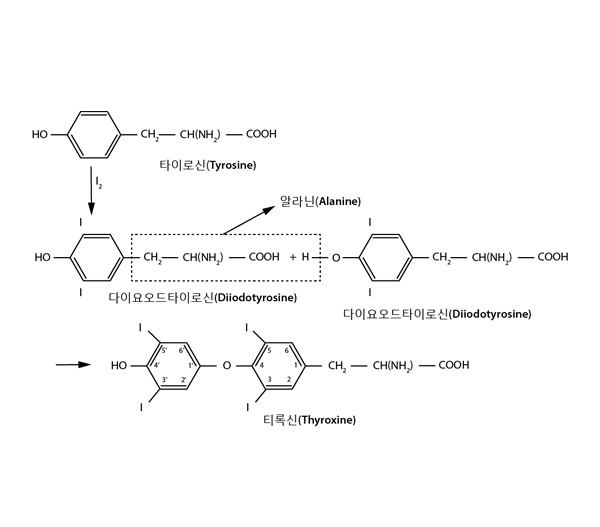 HO CH2 CH(NH2) COOH
타이로신(Tyrosine)
I2
알라닌(Alanine)
I I
HO CH2 CH(NH2) COOH + H O CH2 CH(NH2) COOH
I I
다이요오드타이로신(Diiodotyrosine)
다이요오드타이로신(Diiodotyrosine)
I I
5' 6' 5 6
HO 4' 1' O 4 1 CH2 CH(NH2) COOH
3' 2' 3 2
I I
티록신(Thyroxine)